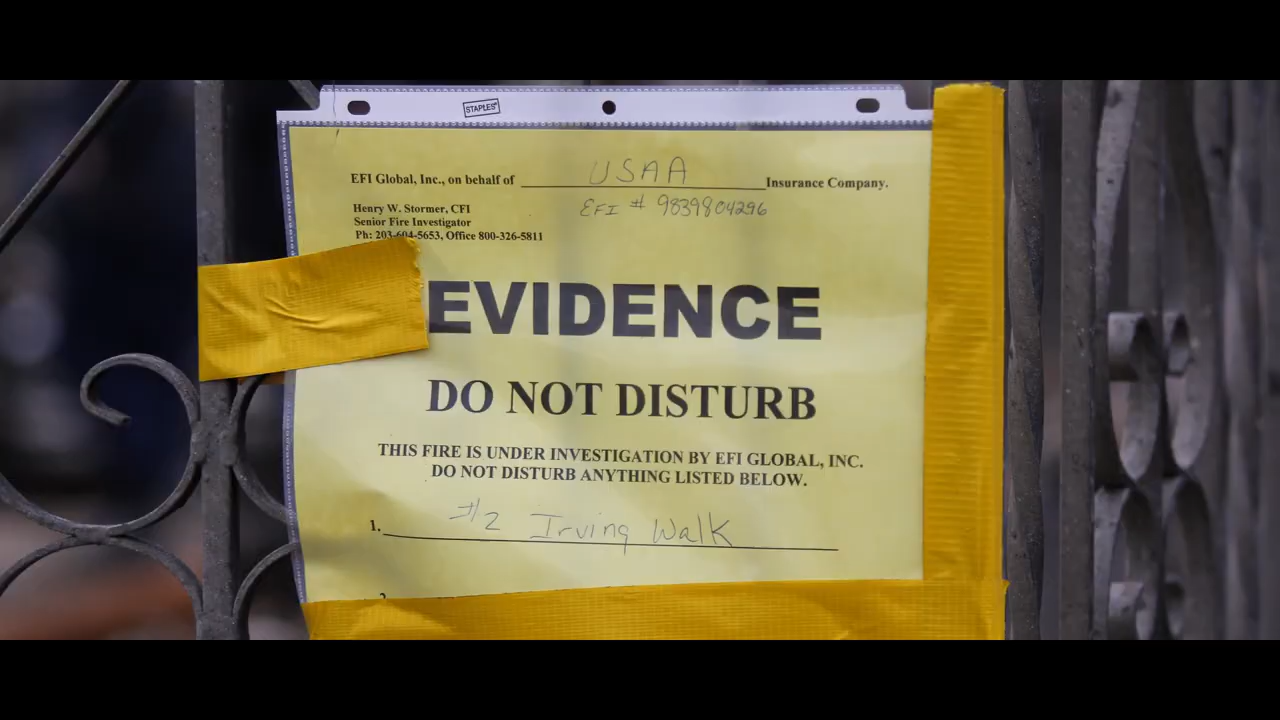 STAPLES
EFI Global, Inc., on behalf of USAA Insurance Company.
EFI # 9839804296
Henry W. Stormer, CFI
Senior Fire Investigator
Ph: 203-604-5653, Office 800-326-5811
EVIDENCE
DO NOT DISTURB
THIS FIRE IS UNDER INVESTIGATION BY EFI GLOBAL, INC.
DO NOT DISTURB ANYTHING LISTED BELOW.
1. #2 Irving Walk